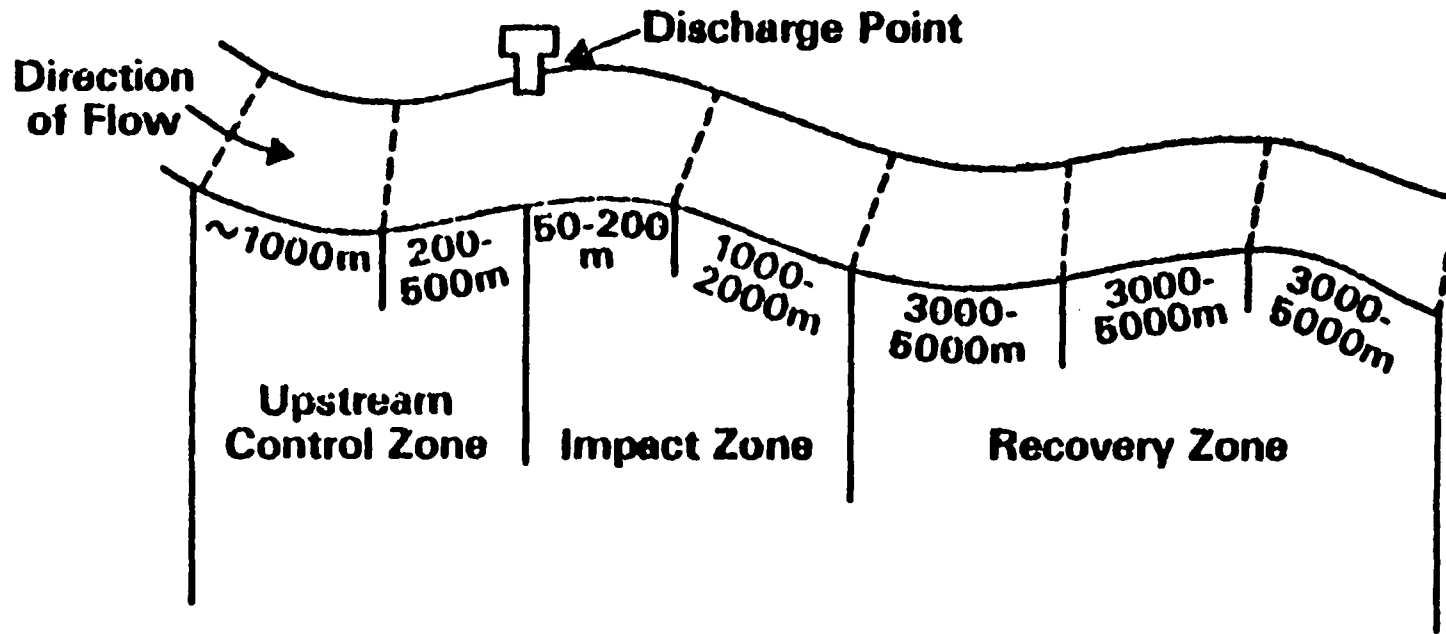 Discharge Point
Direction
of Flow
~1000m
200-
500m
50-200
m
1000-
2000m
3000-
5000m
3000-
5000m
3000-
5000m
Upstream
Control Zone
Impact Zone
Recovery Zone